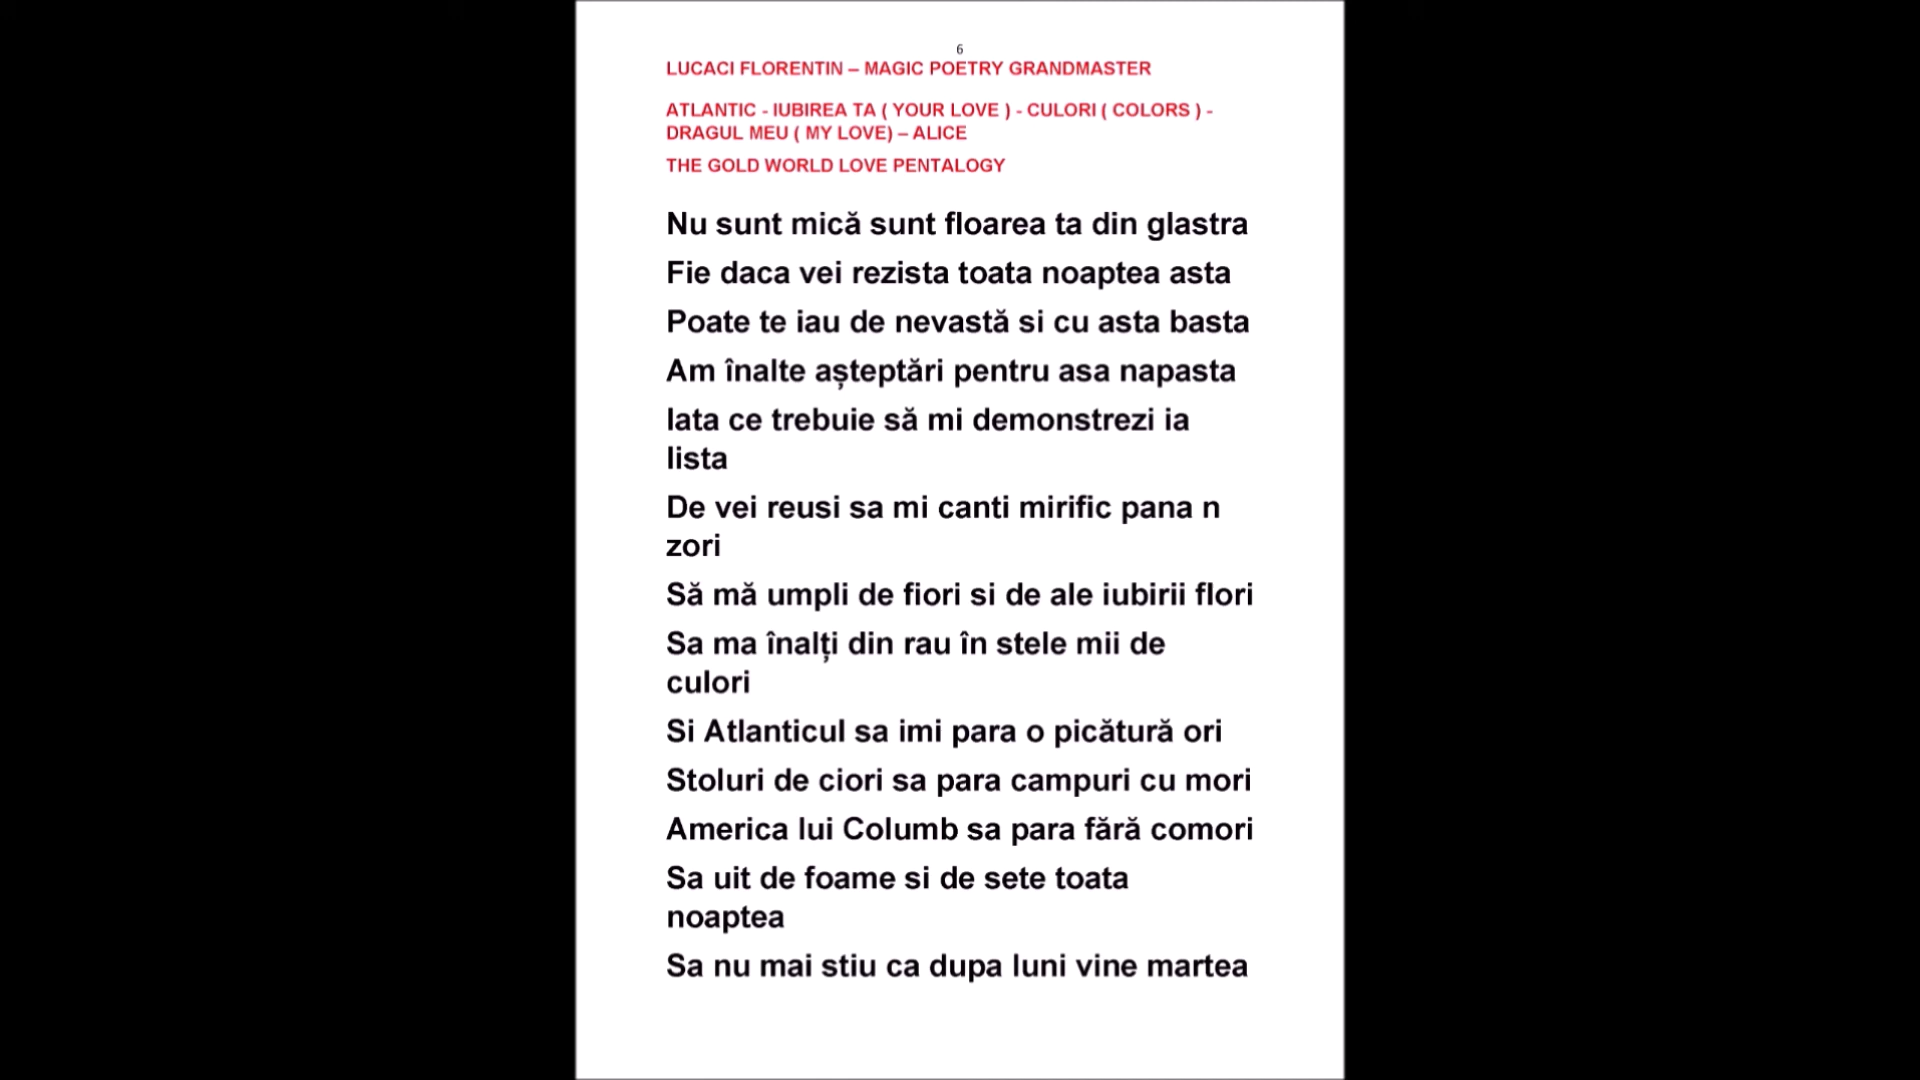 6
LUCACI FLORENTIN – MAGIC POETRY GRANDMASTER
ATLANTIC - IUBIREA TA ( YOUR LOVE ) - CULORI ( COLORS ) -
DRAGUL MEU ( MY LOVE) – ALICE
THE GOLD WORLD LOVE PENTALOGY
Nu sunt mică sunt floarea ta din glastra
Fie daca vei rezista toata noaptea asta
Poate te iau de nevastă si cu asta basta
Am înalte așteptări pentru asa napasta
Iata ce trebuie să mi demonstrezi ia
lista
De vei reusi sa mi canti mirific pana n
zori
Să mă umpli de fiori si de ale iubirii flori
Sa ma înalți din rau în stele mii de
culori
Si Atlanticul sa imi para o picătură ori
Stoluri de ciori sa para campuri cu mori
America lui Columb sa para fără comori
Sa uit de foame si de sete toata
noaptea
Sa nu mai stiu ca dupa luni vine martea